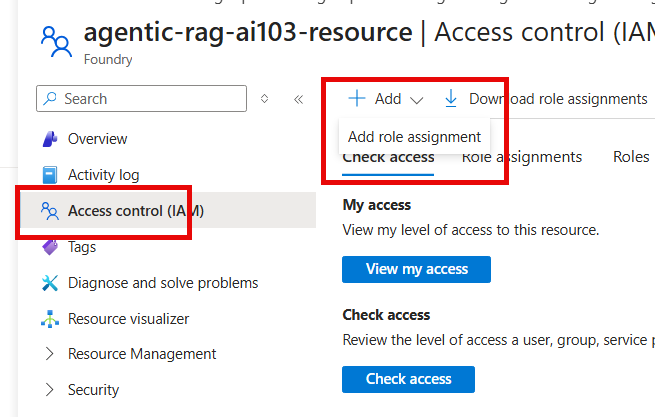 agentic-rag-ai103-resource | Access control (IAM
Foundry
Search
Add
Download role assignments
Add role assignment
Overview
Activity log
Access control (IAM)
Tags
Diagnose and solve problems
Resource visualizer
Resource Management
Security
Check access
Role assignments
Roles
My access
View my level of access to this resource.
View my access
Check access
Review the level of access a user, group, service
Check access